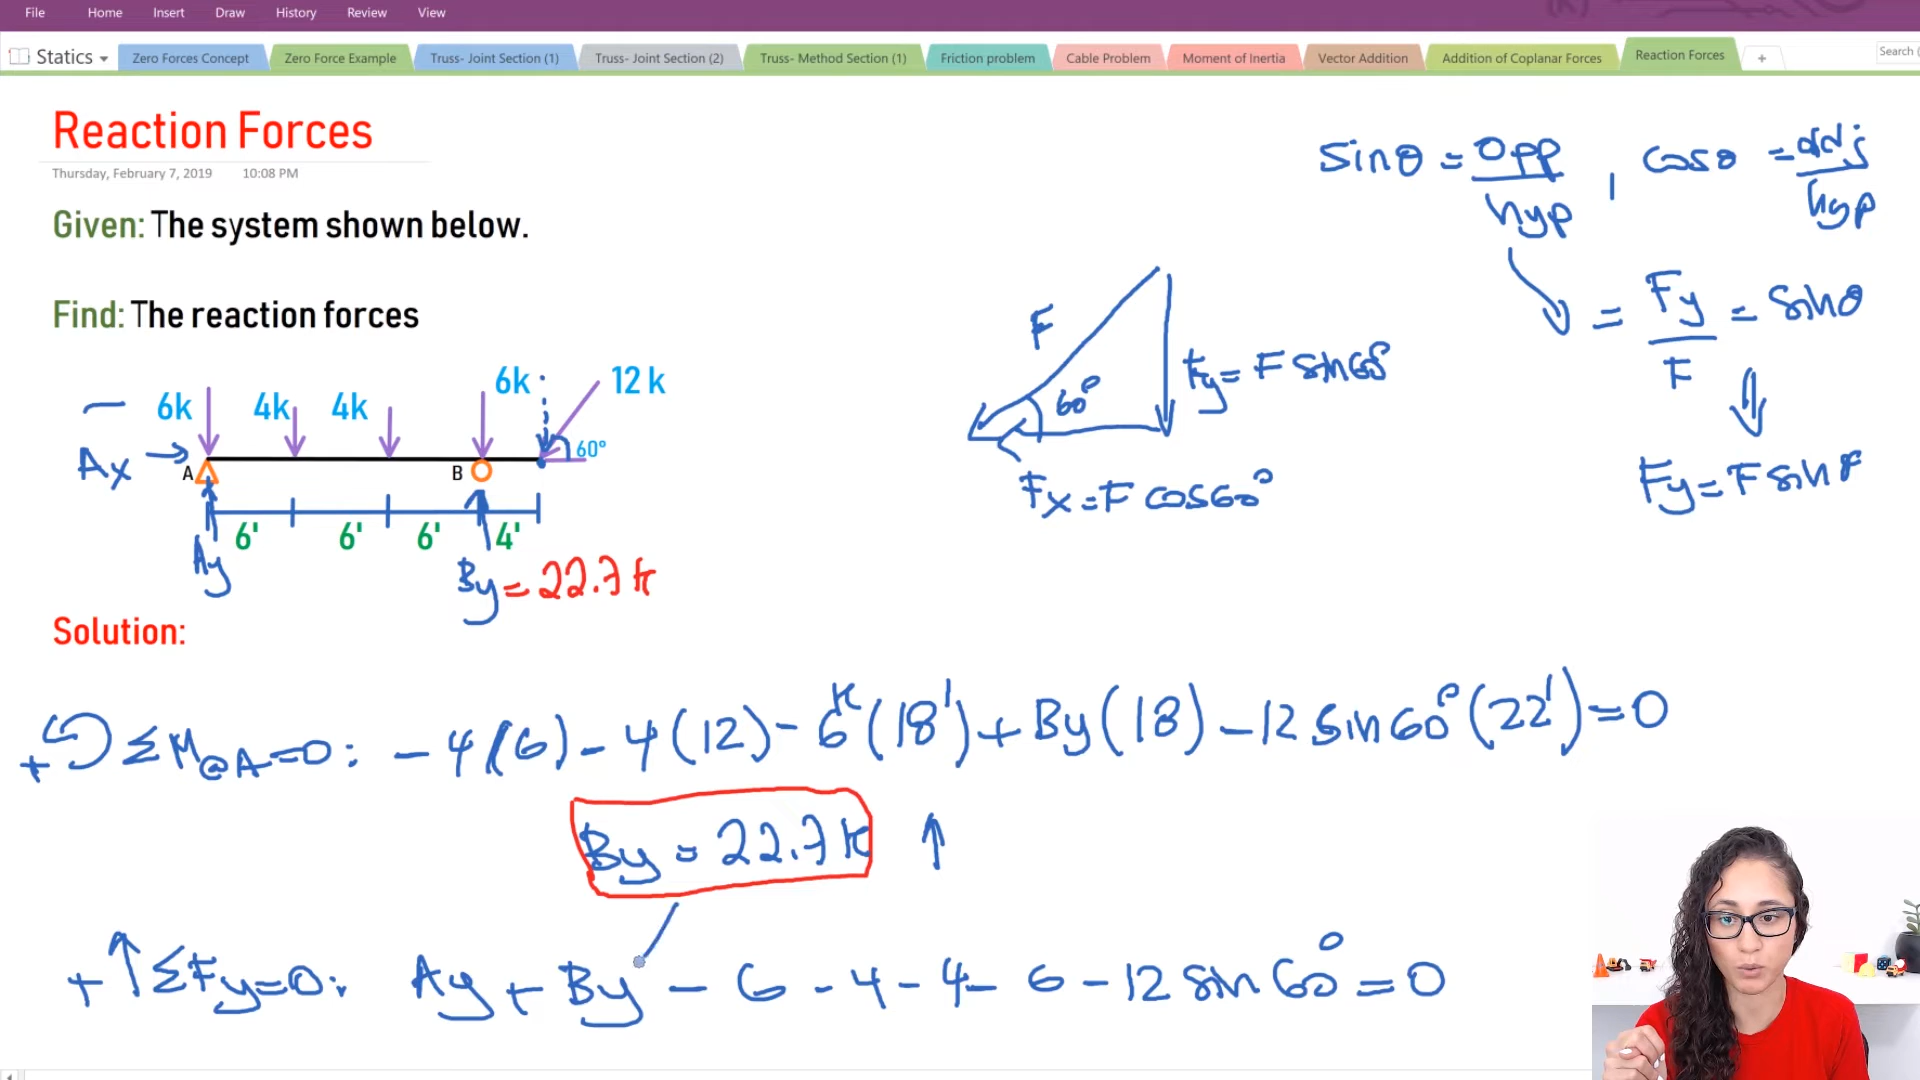 File Home Insert Draw History Review View
Statics Zero Forces Concept Zero Force Example Truss- Joint Section (1) Truss- Joint Section (2) Truss- Method Section (1) Friction problem Cable Problem Moment of Inertia Vector Addition Addition of Coplanar Forces Reaction Forces + Search
Reaction Forces
Thursday, February 7, 2019 10:08 PM
Given: The system shown below.
Find: The reaction forces
sinθ = opp/hyp , cosθ = adj/hyp
= Fy/F = sinθ
Fy = F sinθ
F
60°
Fy = F sin60°
Fx = F cos60°
6k 4k 4k 6k 12 k
60°
Ax A B
6' 6' 6' 4'
Ay
By = 22.7 k
Solution:
+ ΣM@A=0: - 4(6) - 4(12) - 6k(18') + By(18) - 12 sin60°(22') = 0
By = 22.7 k ↑
+ ↑ ΣFy=0: Ay + By - 6 - 4 - 4 - 6 - 12 sin60° = 0